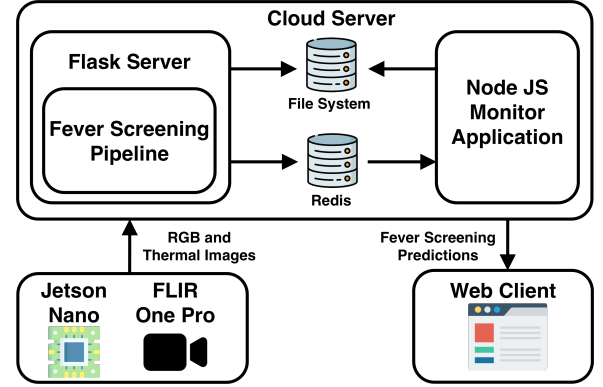 Cloud Server
Flask Server
Fever Screening
Pipeline
File System
Redis
Node JS
Monitor
Application
RGB and
Thermal Images
Fever Screening
Predictions
Jetson
Nano
FLIR
One Pro
Web Client